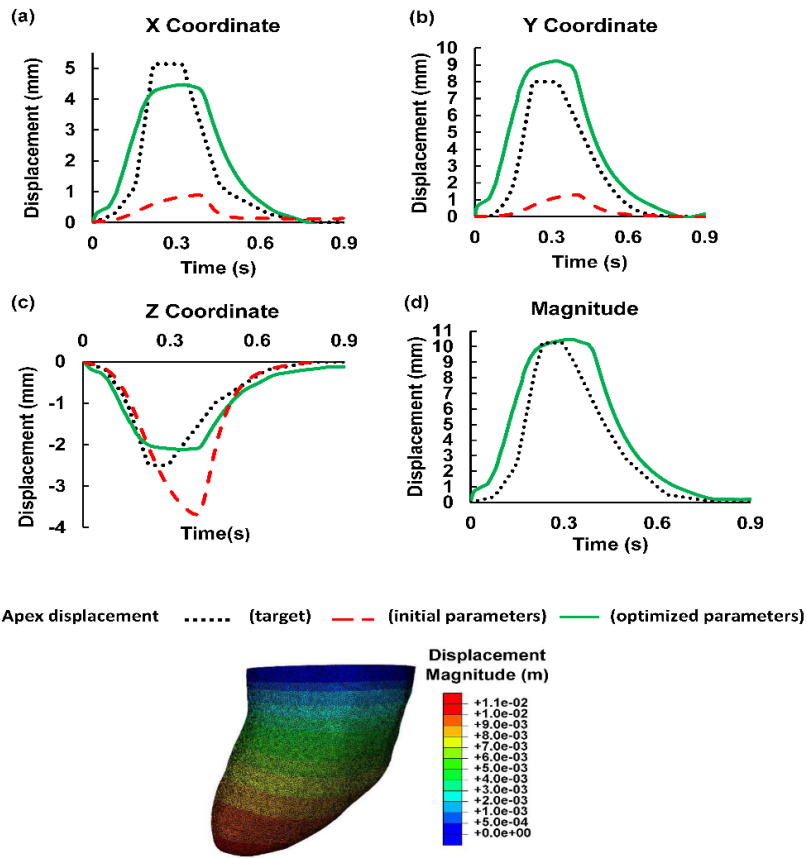 (a)
X Coordinate
Displacement (mm)
5
4
3
2
1
0
0 0.3 0.6 0.9
Time (s)
(b)
Y Coordinate
Displacement (mm)
10
9
8
7
6
5
4
3
2
1
0
0 0.3 0.6 0.9
Time (s)
(c)
Z Coordinate
0 0.3 0.6 0.9
Displacement (mm)
0
-1
-2
-3
-4
Time(s)
(d)
Magnitude
Displacement (mm)
11
10
9
8
7
6
5
4
3
2
1
0
0 0.3 0.6 0.9
Time (s)
Apex displacement (target) (initial parameters) (optimized parameters)
Displacement
Magnitude (m)
+1.1e-02
+1.0e-02
+9.0e-03
+8.0e-03
+7.0e-03
+6.0e-03
+5.0e-03
+4.0e-03
+3.0e-03
+2.0e-03
+1.0e-03
+5.0e-04
+0.0e+00